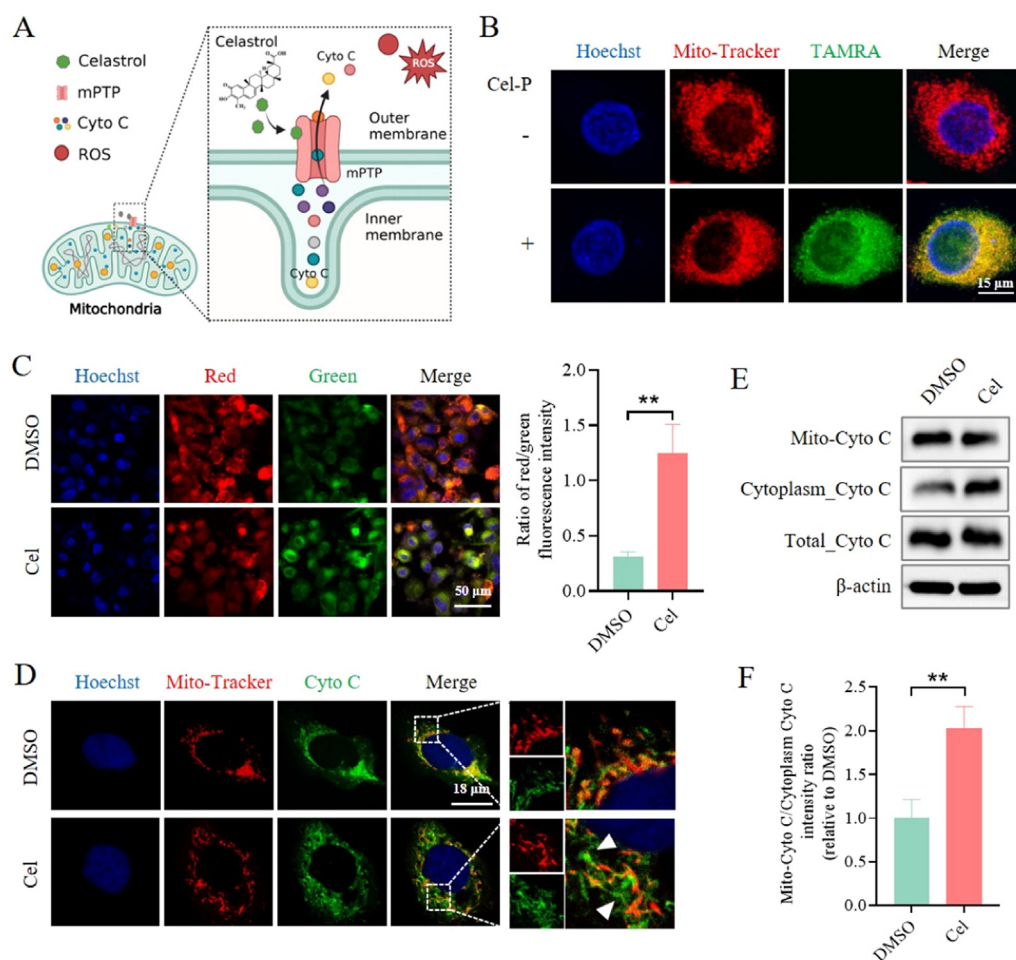 A
Celastrol
mPTP
Cyto C
ROS
Mitochondria
Celastrol
OH
O
HO
CH₃
Cyto C
ROS
Outer
membrane
mPTP
Inner
membrane
Cyto C
B
Hoechst Mito-Tracker TAMRA Merge
Cel-P
-
+
15 μm
C
Hoechst Red Green Merge
DMSO
Cel
50 μm
Ratio of red/green
fluorescence intensity
2.0
1.5
1.0
0.5
0.0
**
DMSO
Cel
E
DMSO
Cel
Mito-Cyto C
Cytoplasm_Cyto C
Total_Cyto C
β-actin
D
Hoechst Mito-Tracker Cyto C Merge
DMSO
18 μm
Cel
F
Mito-Cyto C/Cytoplasm Cyto C
intensity ratio
(relative to DMSO)
2.5
2.0
1.5
1.0
0.5
0.0
**
DMSO
Cel